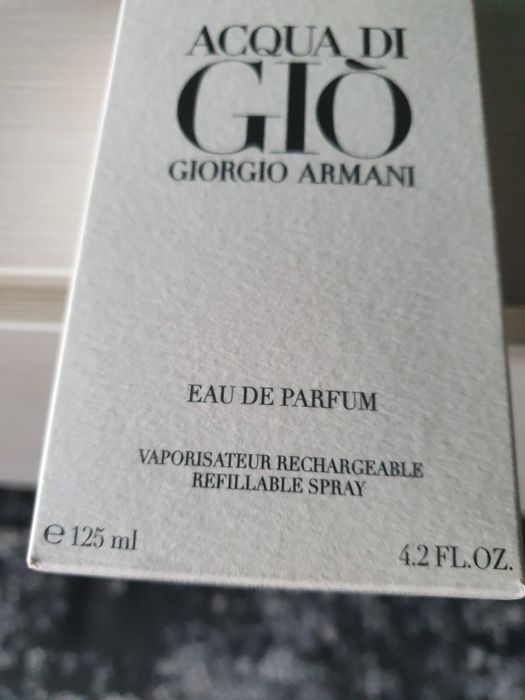 ACQUA DI
GIÒ
GIORGIO ARMANI
EAU DE PARFUM
VAPORISATEUR RECHARGEABLE
REFILLABLE SPRAY
℮ 125 ml
4.2 FL.OZ.